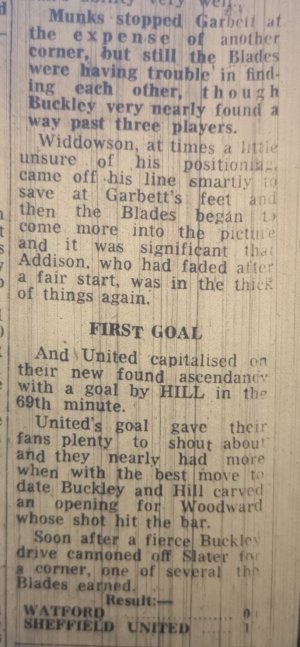 ability very well.
Munks stopped Garbett at
the expense of another
corner, but still the Blades
were having trouble in find-
ing each other, though
Buckley very nearly found a
way past three players.
Widdowson, at times a little
unsure of his positioning,
came off his line smartly to
save at Garbett's feet and
then the Blades began to
come more into the picture
and it was significant that
Addison, who had faded after
a fair start, was in the thick
of things again.
FIRST GOAL
And United capitalised on
their new found ascendancy
with a goal by HILL in the
69th minute.
United's goal gave their
fans plenty to shout about
and they nearly had more
when with the best move to
date Buckley and Hill carved
an opening for Woodward
whose shot hit the bar.
Soon after a fierce Buckley
drive cannoned off Slater for
a corner, one of several the
Blades earned.
Result:—
WATFORD ........ 0
SHEFFIELD UNITED ...... 1